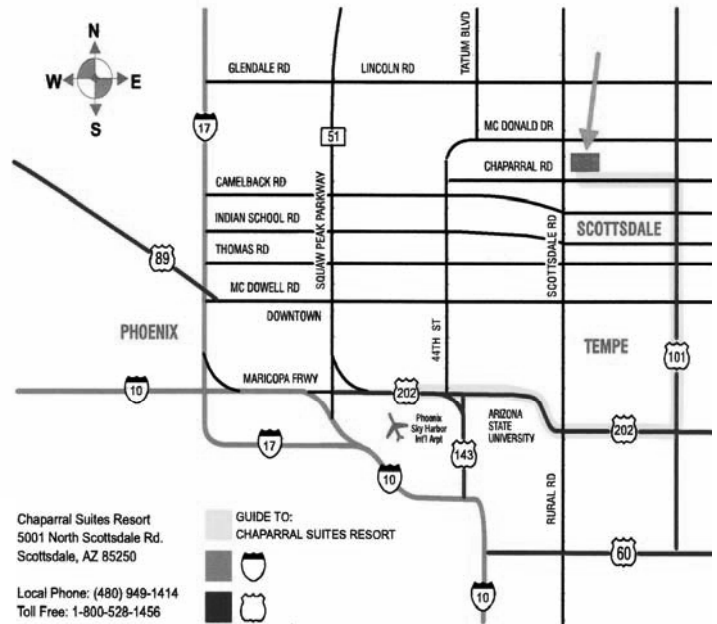 N
W E
S
GLENDALE RD
LINCOLN RD
TATUM BLVD
17
51
MC DONALD DR
CHAPARRAL RD
CAMELBACK RD
INDIAN SCHOOL RD
SQUAW PEAK PARKWAY
SCOTTSDALE RD
SCOTTSDALE
THOMAS RD
89
MC DOWELL RD
DOWNTOWN
PHOENIX
44TH ST
TEMPE
101
MARICOPA FRWY
10
202
Phoenix
Sky Harbor
Int'l Arpt
ARIZONA
STATE
UNIVERSITY
202
17
143
10
RURAL RD
60
10
Chaparral Suites Resort
5001 North Scottsdale Rd.
Scottsdale, AZ 85250
Local Phone: (480) 949-1414
Toll Free: 1-800-528-1456
GUIDE TO:
CHAPARRAL SUITES RESORT